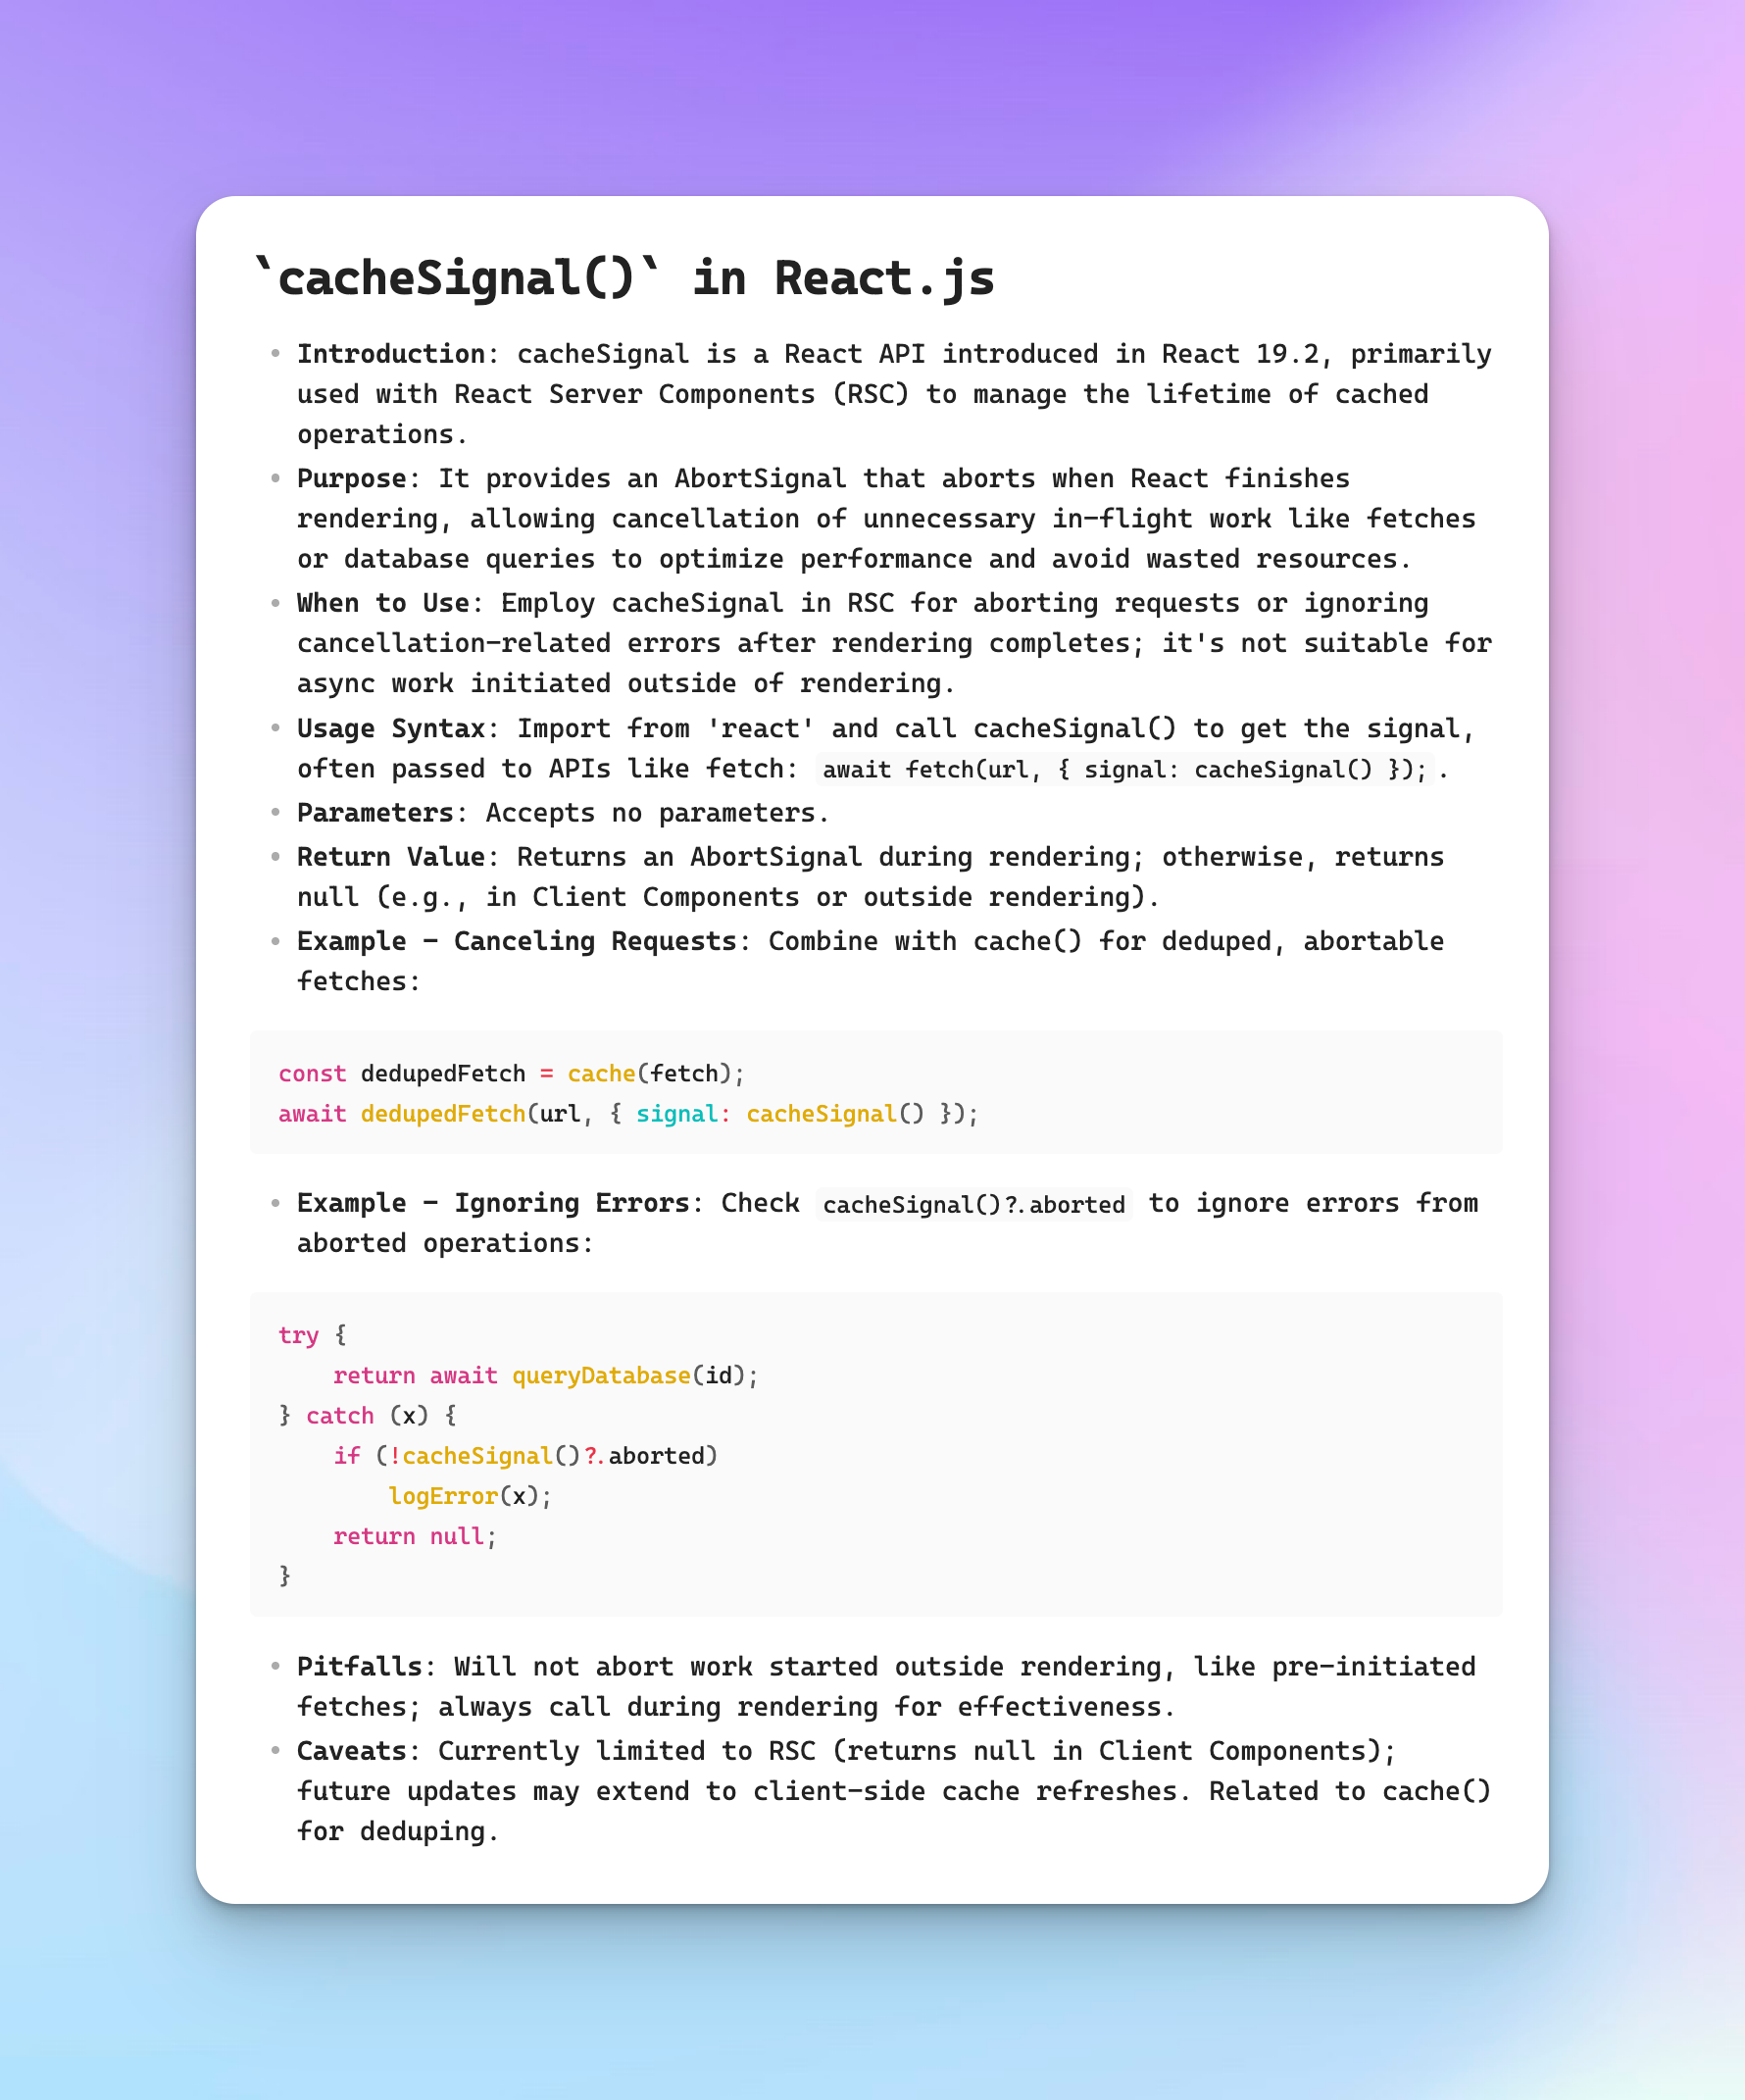 `cacheSignal()` in React.js
• Introduction: cacheSignal is a React API introduced in React 19.2, primarily
used with React Server Components (RSC) to manage the lifetime of cached
operations.
• Purpose: It provides an AbortSignal that aborts when React finishes
rendering, allowing cancellation of unnecessary in-flight work like fetches
or database queries to optimize performance and avoid wasted resources.
• When to Use: Employ cacheSignal in RSC for aborting requests or ignoring
cancellation-related errors after rendering completes; it's not suitable for
async work initiated outside of rendering.
• Usage Syntax: Import from 'react' and call cacheSignal() to get the signal,
often passed to APIs like fetch: await fetch(url, { signal: cacheSignal() });.
• Parameters: Accepts no parameters.
• Return Value: Returns an AbortSignal during rendering; otherwise, returns
null (e.g., in Client Components or outside rendering).
• Example - Canceling Requests: Combine with cache() for deduped, abortable
fetches:
const dedupedFetch = cache(fetch);
await dedupedFetch(url, { signal: cacheSignal() });
• Example - Ignoring Errors: Check cacheSignal()?.aborted to ignore errors from
aborted operations:
try {
    return await queryDatabase(id);
} catch (x) {
    if (!cacheSignal()?.aborted)
        logError(x);
    return null;
}
• Pitfalls: Will not abort work started outside rendering, like pre-initiated
fetches; always call during rendering for effectiveness.
• Caveats: Currently limited to RSC (returns null in Client Components);
future updates may extend to client-side cache refreshes. Related to cache()
for deduping.